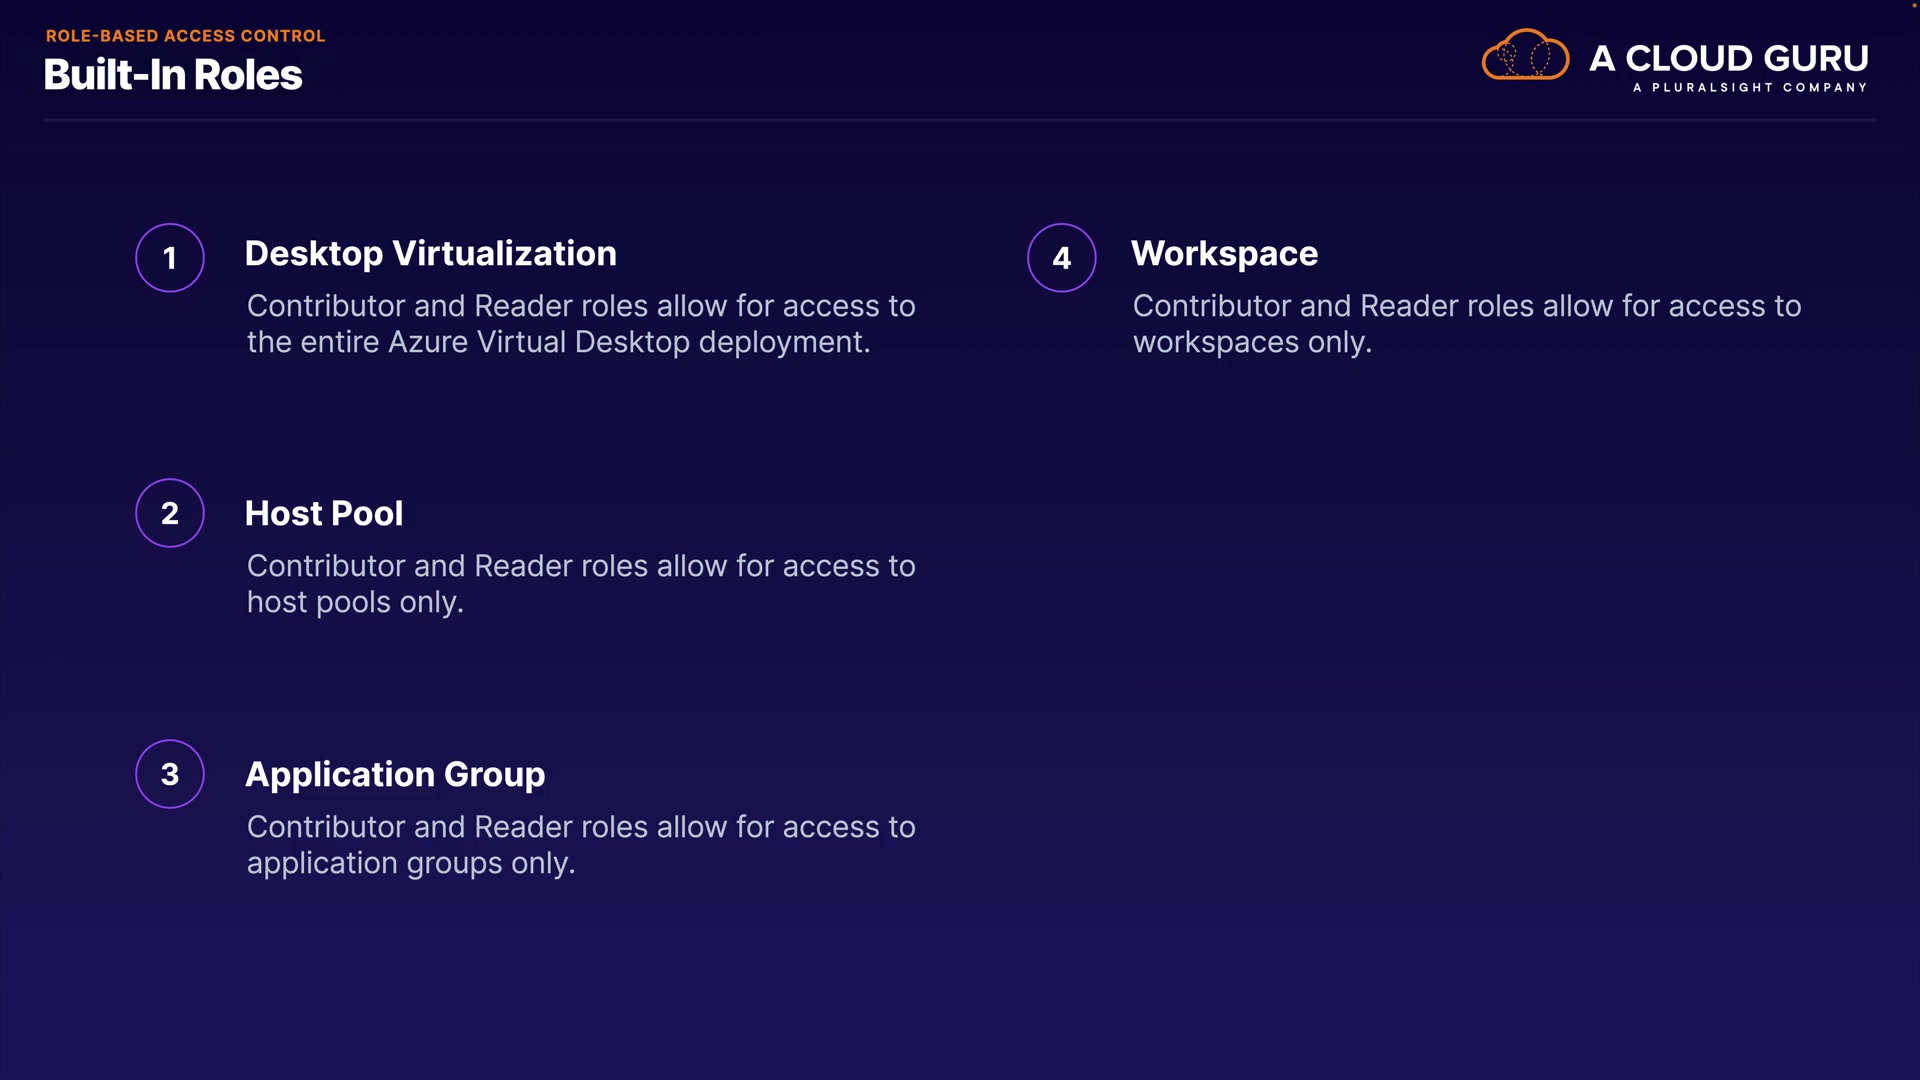 ROLE-BASED ACCESS CONTROL
Built-In Roles
A CLOUD GURU
A PLURALSIGHT COMPANY
1
Desktop Virtualization
Contributor and Reader roles allow for access to
the entire Azure Virtual Desktop deployment.
2
Host Pool
Contributor and Reader roles allow for access to
host pools only.
3
Application Group
Contributor and Reader roles allow for access to
application groups only.
4
Workspace
Contributor and Reader roles allow for access to
workspaces only.